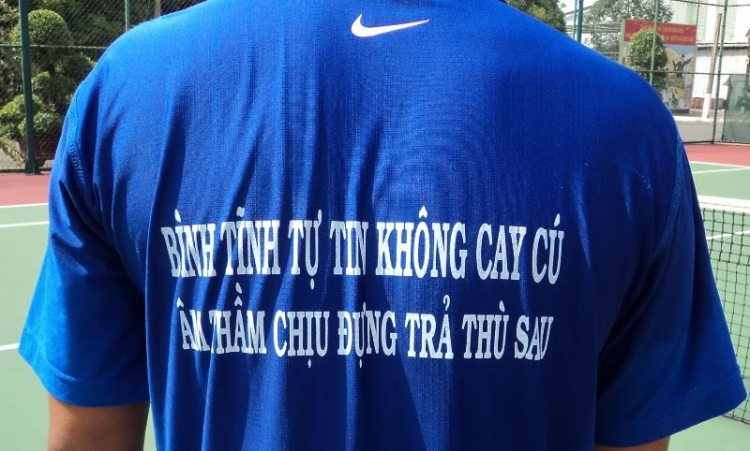 BÌNH TĨNH TỰ TIN KHÔNG CAY CÚ
ÂM THẦM CHỊU ĐỰNG TRẢ THÙ SAU